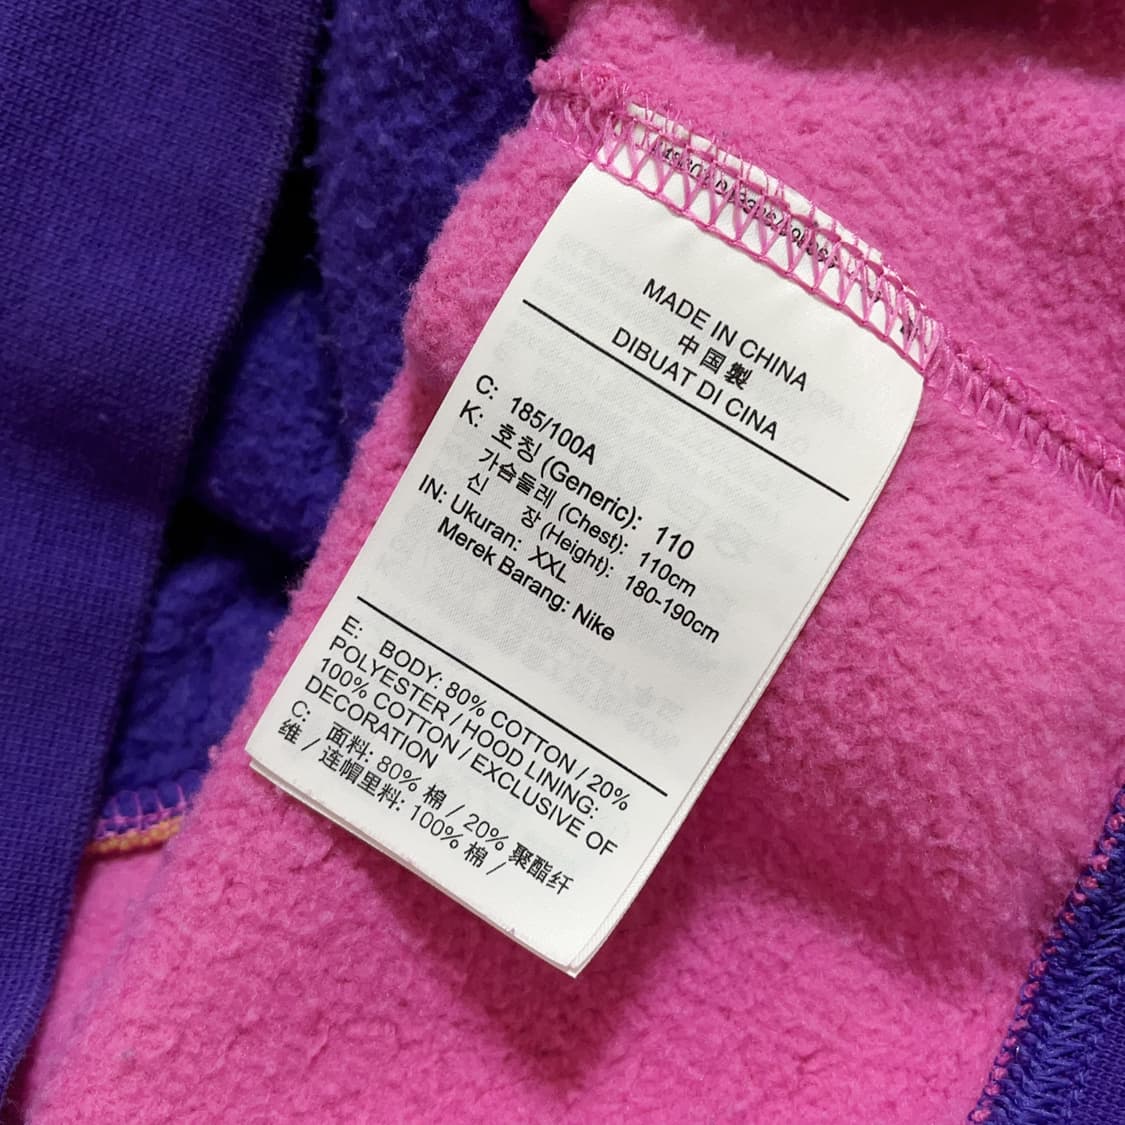 MADE IN CHINA
中国製
DIBUAT DI CINA
C: 185/100A
K: 호칭 (Generic): 110
가슴둘레 (Chest): 110cm
신 장 (Height): 180-190cm
IN: Ukuran: XXL
Merek Barang: Nike
E: BODY: 80% COTTON / 20%
POLYESTER / HOOD LINING:
100% COTTON / EXCLUSIVE OF
DECORATION
C: 面料: 80% 棉 / 20% 聚酯纤
维 / 连帽里料: 100% 棉 /